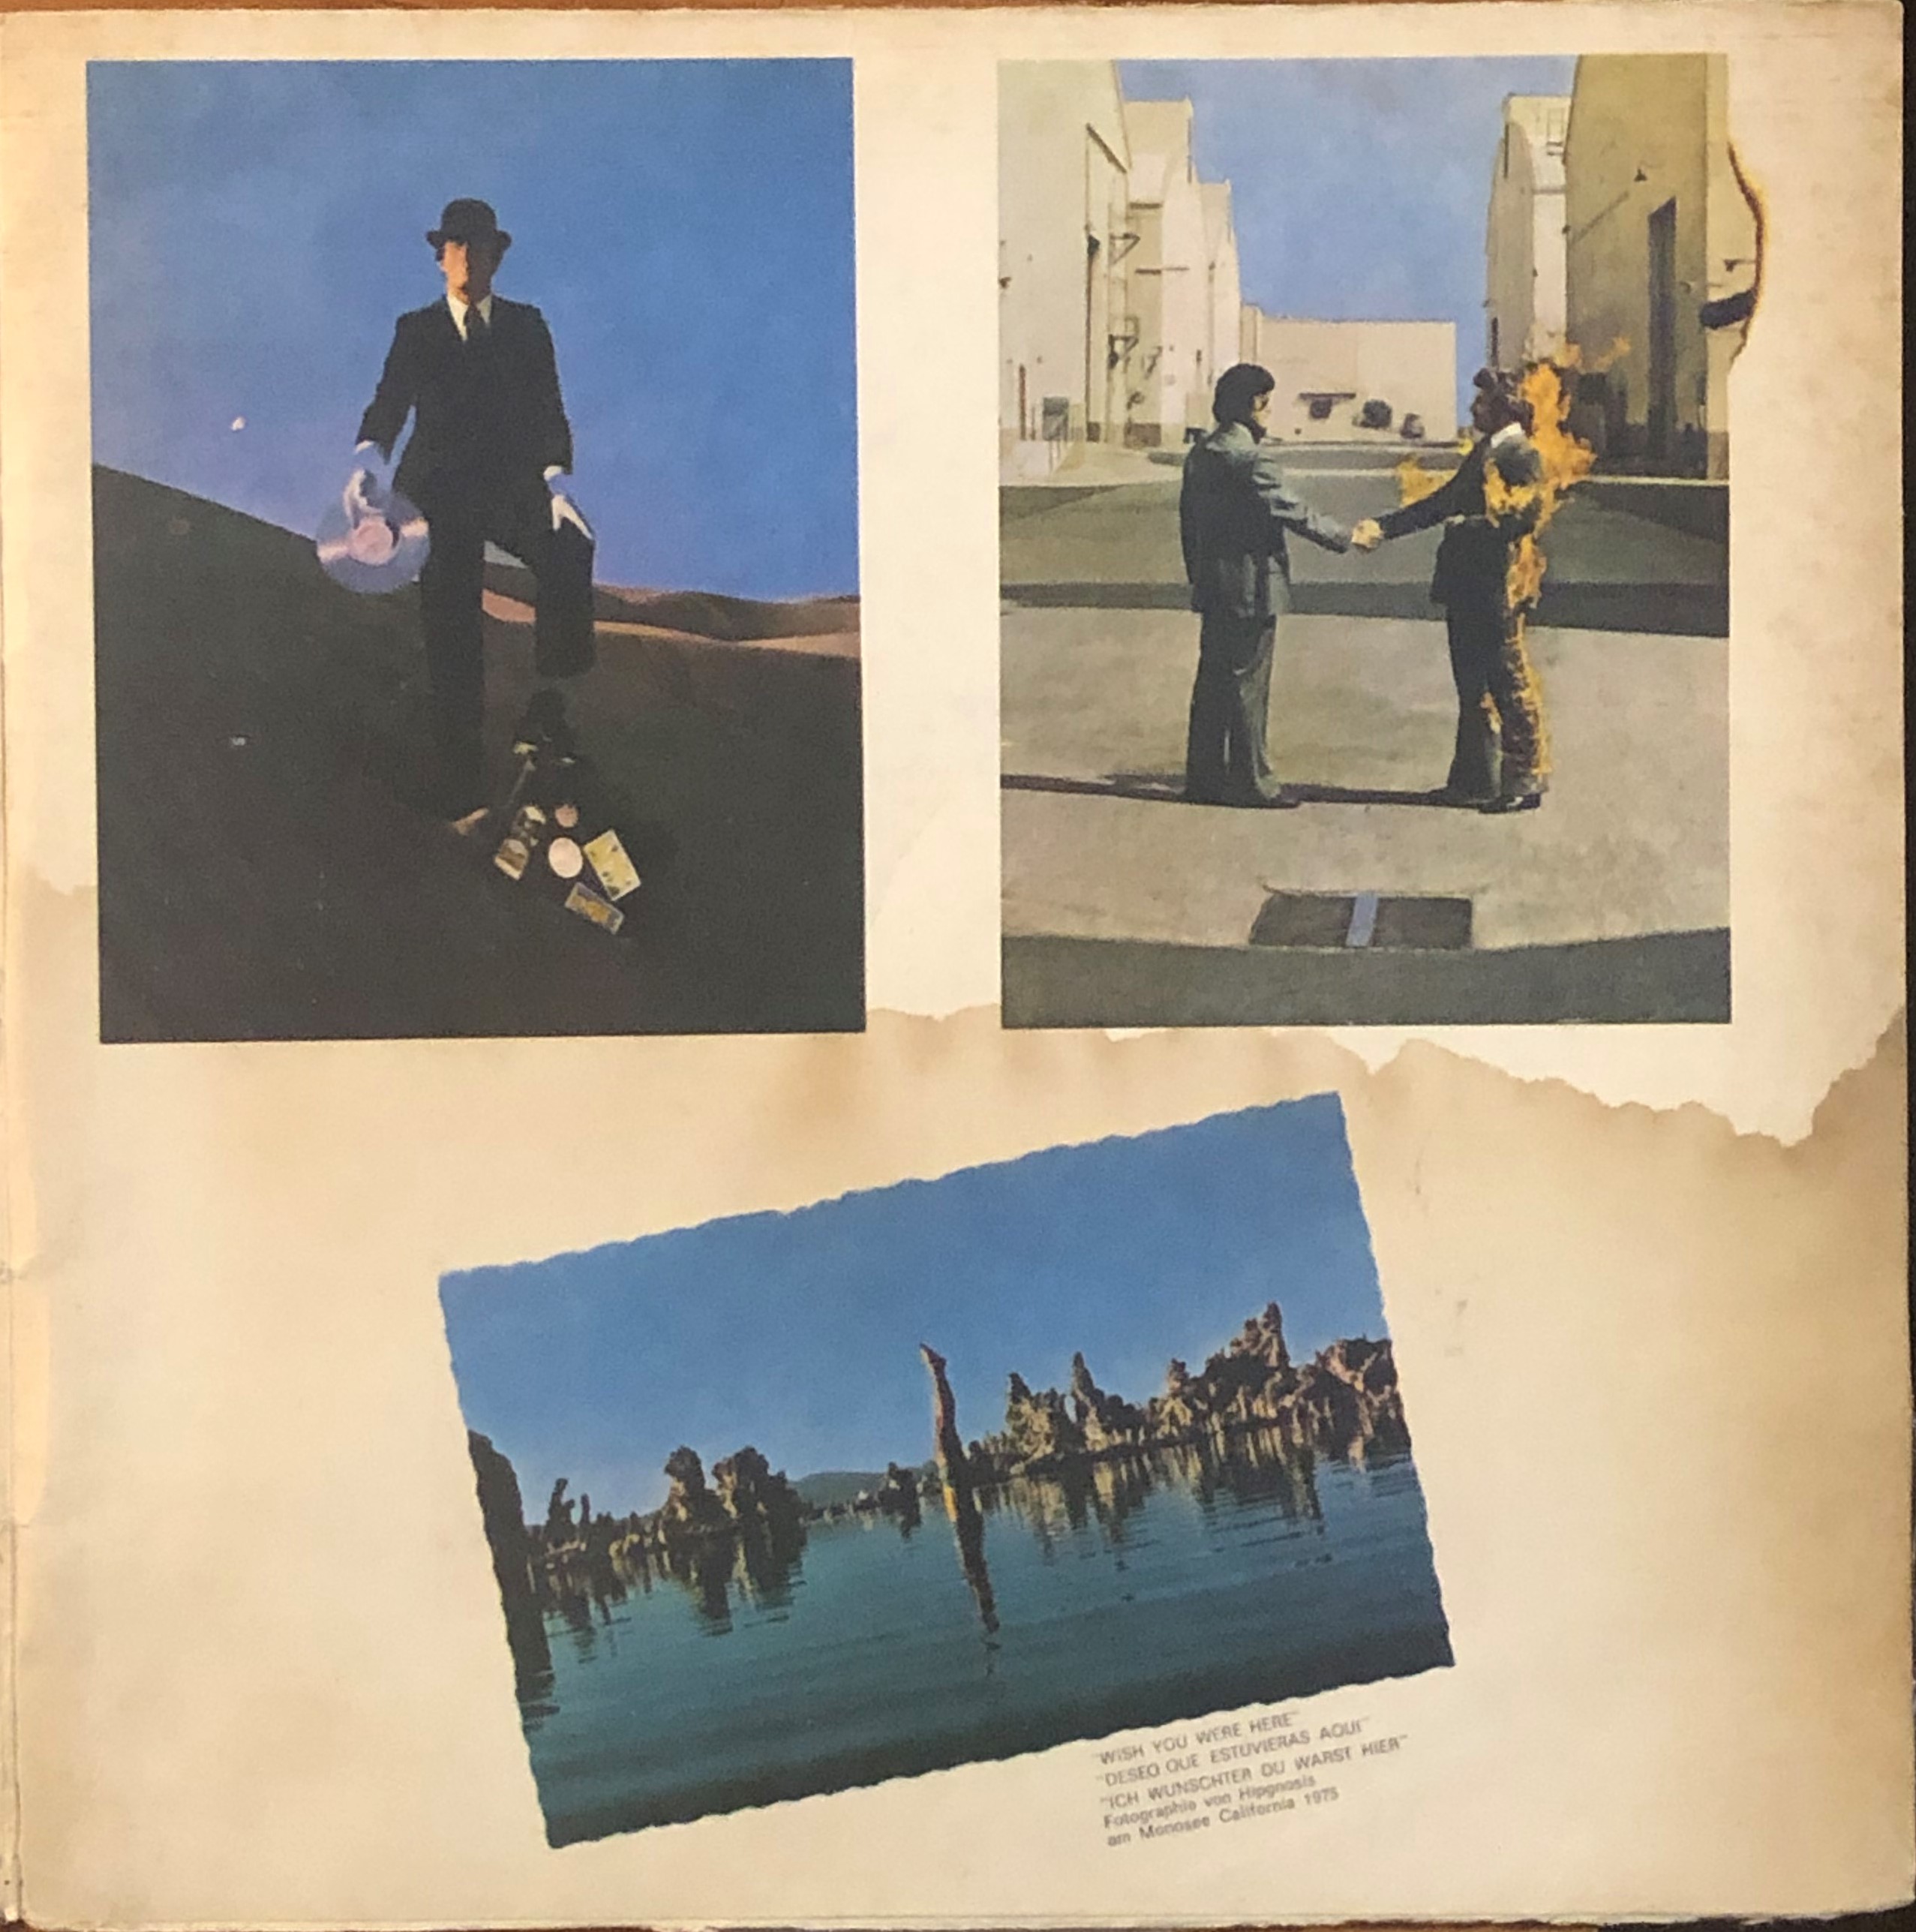 "WISH YOU WERE HERE"
"DESEO QUE ESTUVIERAS AQUI"
"ICH WUNSCHTER DU WARST HIER"
Fotographie von Hipgnosis
am Monosee California 1975